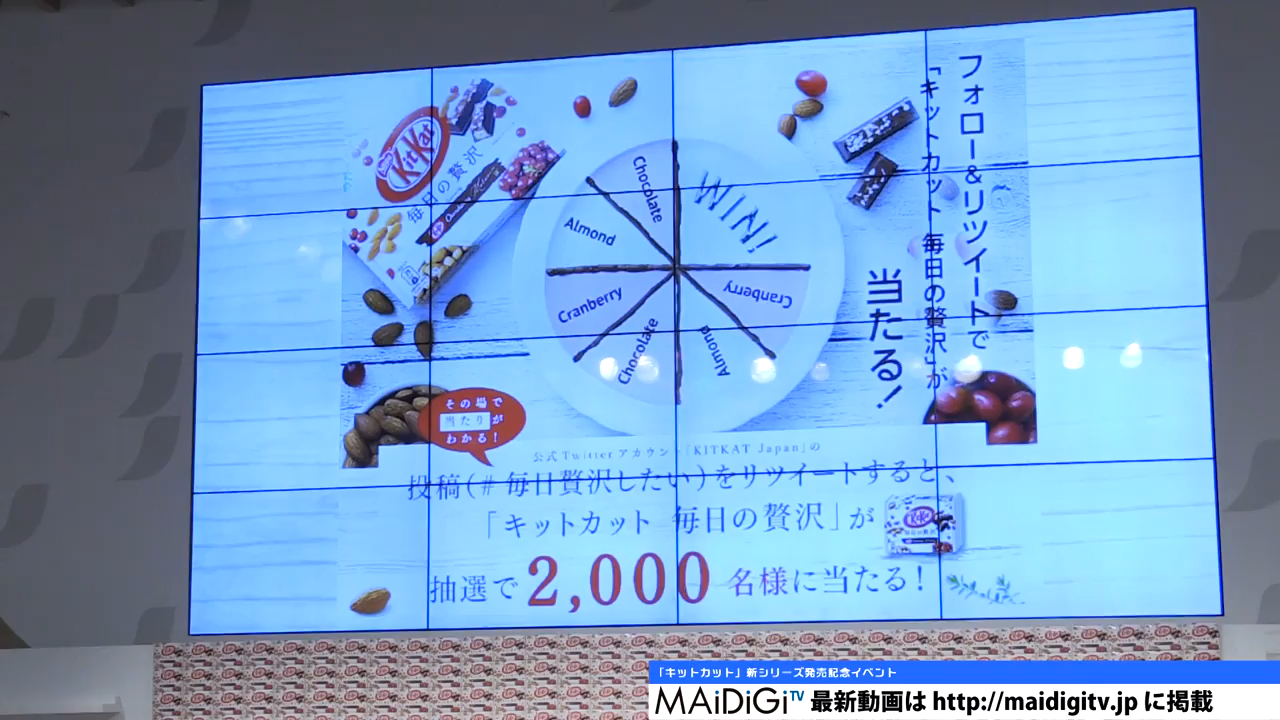 フォロー&リツイートで
「キットカット 毎日の贅沢」が
当たる!
KitKat
毎日の贅沢
Chocolate
WIN!
Almond
Cranberry
Cranberry
Chocolate
Almond
その場で
当たりが
わかる!
公式Twitterアカウント「KITKAT Japan」の
投稿(#毎日贅沢したい)をリツイートすると、
「キットカット 毎日の贅沢」が
KitKat
抽選で2,000名様に当たる!
「キットカット」新シリーズ発売記念イベント
MAiDiGiTV 最新動画は http://maidigitv.jp に掲載